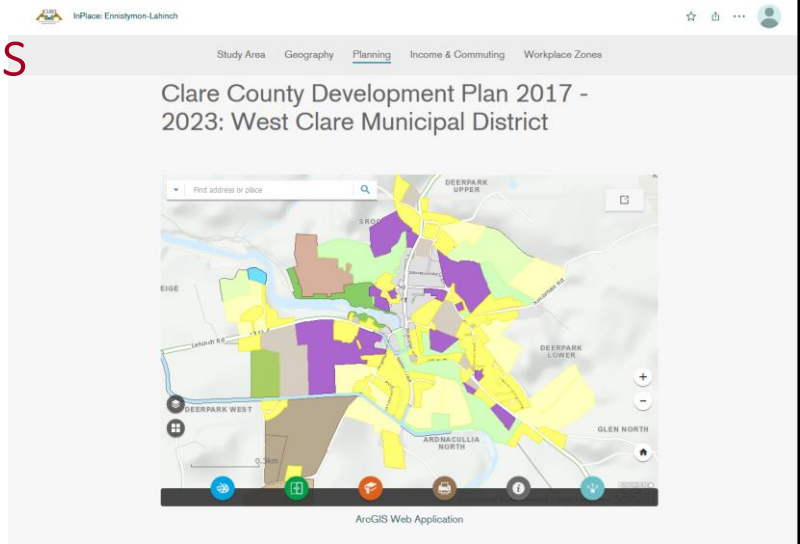 InPlace: Ennistymon-Lahinch
S
Study Area Geography Planning Income & Commuting Workplace Zones
Clare County Development Plan 2017 -
2023: West Clare Municipal District
Find address or place
DEERPARK
UPPER
EIGE
Lehinch Rd
DEERPARK
LOWER
DEERPARK WEST
GLEN NORTH
ARDNACULLIA
NORTH
0.3km
ArcGIS Web Application